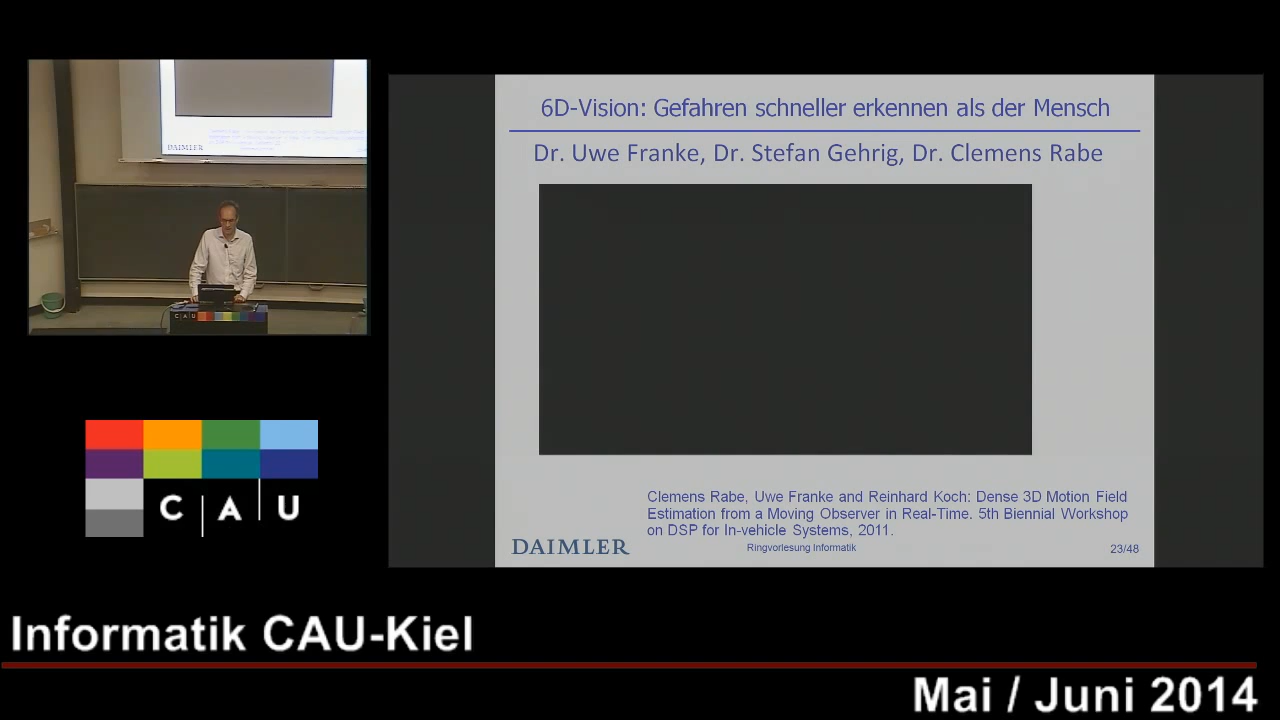 6D-Vision: Gefahren schneller erkennen als der Mensch
Dr. Uwe Franke, Dr. Stefan Gehrig, Dr. Clemens Rabe
Clemens Rabe, Uwe Franke and Reinhard Koch: Dense 3D Motion Field
Estimation from a Moving Observer in Real-Time. 5th Biennial Workshop
on DSP for In-vehicle Systems, 2011.
DAIMLER
Ringvorlesung Informatik
23/48
DAIMLER
C A U
C | A | U
Informatik CAU-Kiel
Mai / Juni 2014